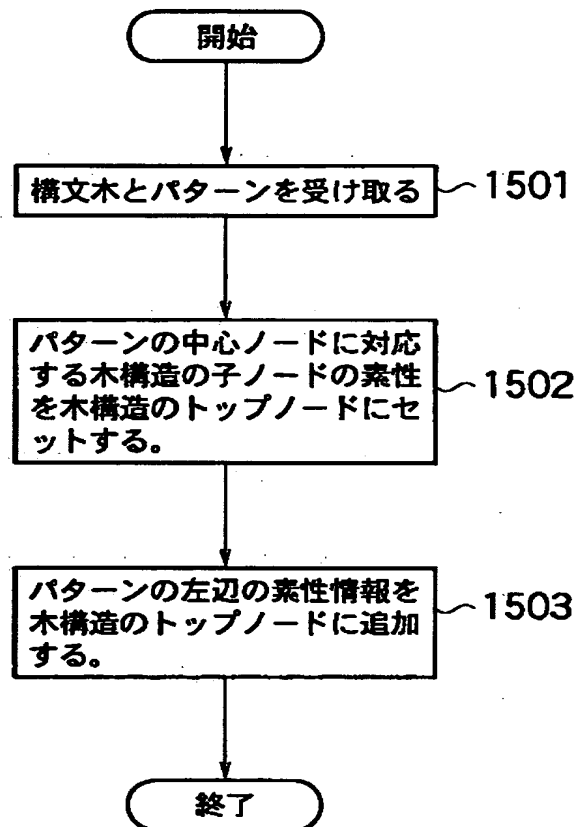 開始
構文木とパターンを受け取る
1501
パターンの中心ノードに対応
する木構造の子ノードの素性
を木構造のトップノードにセ
ットする。
1502
パターンの左辺の素性情報を
木構造のトップノードに追加
する。
1503
終了